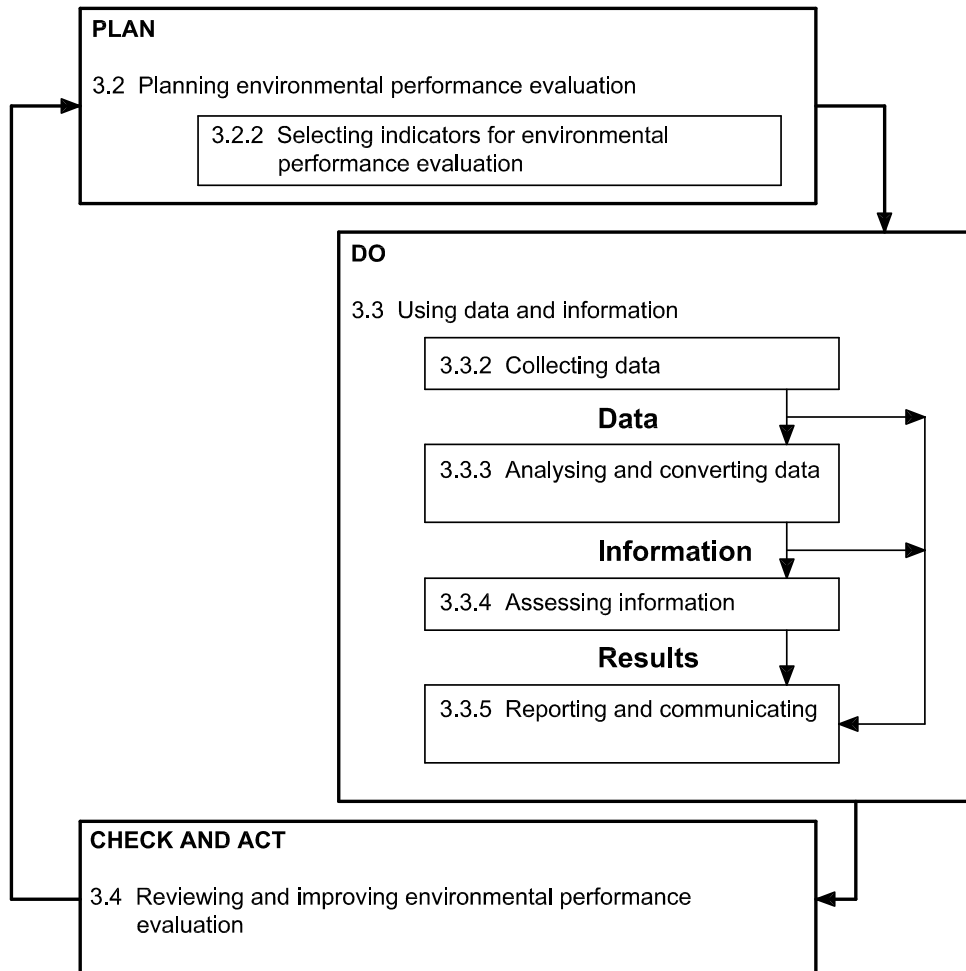 PLAN
3.2 Planning environmental performance evaluation
3.2.2 Selecting indicators for environmental
performance evaluation
DO
3.3 Using data and information
3.3.2 Collecting data
Data
3.3.3 Analysing and converting data
Information
3.3.4 Assessing information
Results
3.3.5 Reporting and communicating
CHECK AND ACT
3.4 Reviewing and improving environmental performance
evaluation